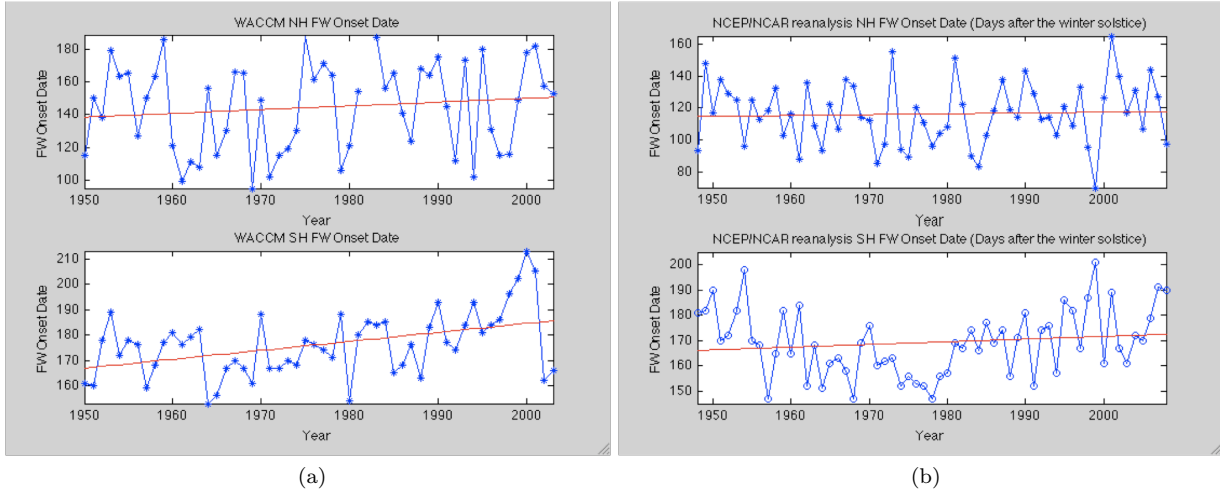 WACCM NH FW Onset Date
FW Onset Date
180
160
140
120
100
1950 1960 1970 1980 1990 2000
Year
WACCM SH FW Onset Date
FW Onset Date
210
200
190
180
170
160
1950 1960 1970 1980 1990 2000
Year
(a)
NCEP/NCAR reanalysis NH FW Onset Date (Days after the winter solstice)
FW Onset Date
160
140
120
100
80
1950 1960 1970 1980 1990 2000
Year
NCEP/NCAR reanalysis SH FW Onset Date (Days after the winter solstice)
FW Onset Date
200
190
180
170
160
150
1950 1960 1970 1980 1990 2000
Year
(b)